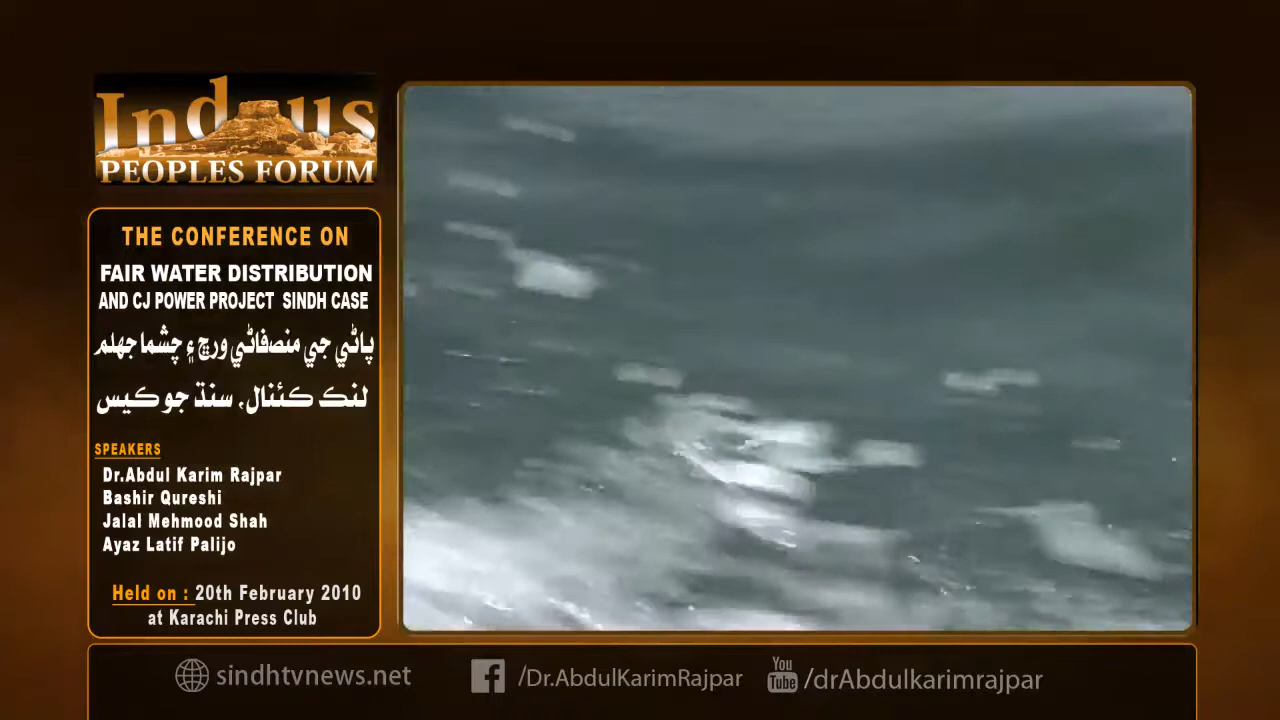 Indus
PEOPLES FORUM
THE CONFERENCE ON
FAIR WATER DISTRIBUTION
AND CJ POWER PROJECT SINDH CASE
پاڻي جي منصفاڻي ورڇ ۽ چشما جهلم
لنڪ ڪئنال، سنڌ جو ڪيس
SPEAKERS
Dr.Abdul Karim Rajpar
Bashir Qureshi
Jalal Mehmood Shah
Ayaz Latif Palijo
Held on : 20th February 2010
at Karachi Press Club
sindhtvnews.net
/Dr.AbdulKarimRajpar
You Tube /drAbdulkarimrajpar